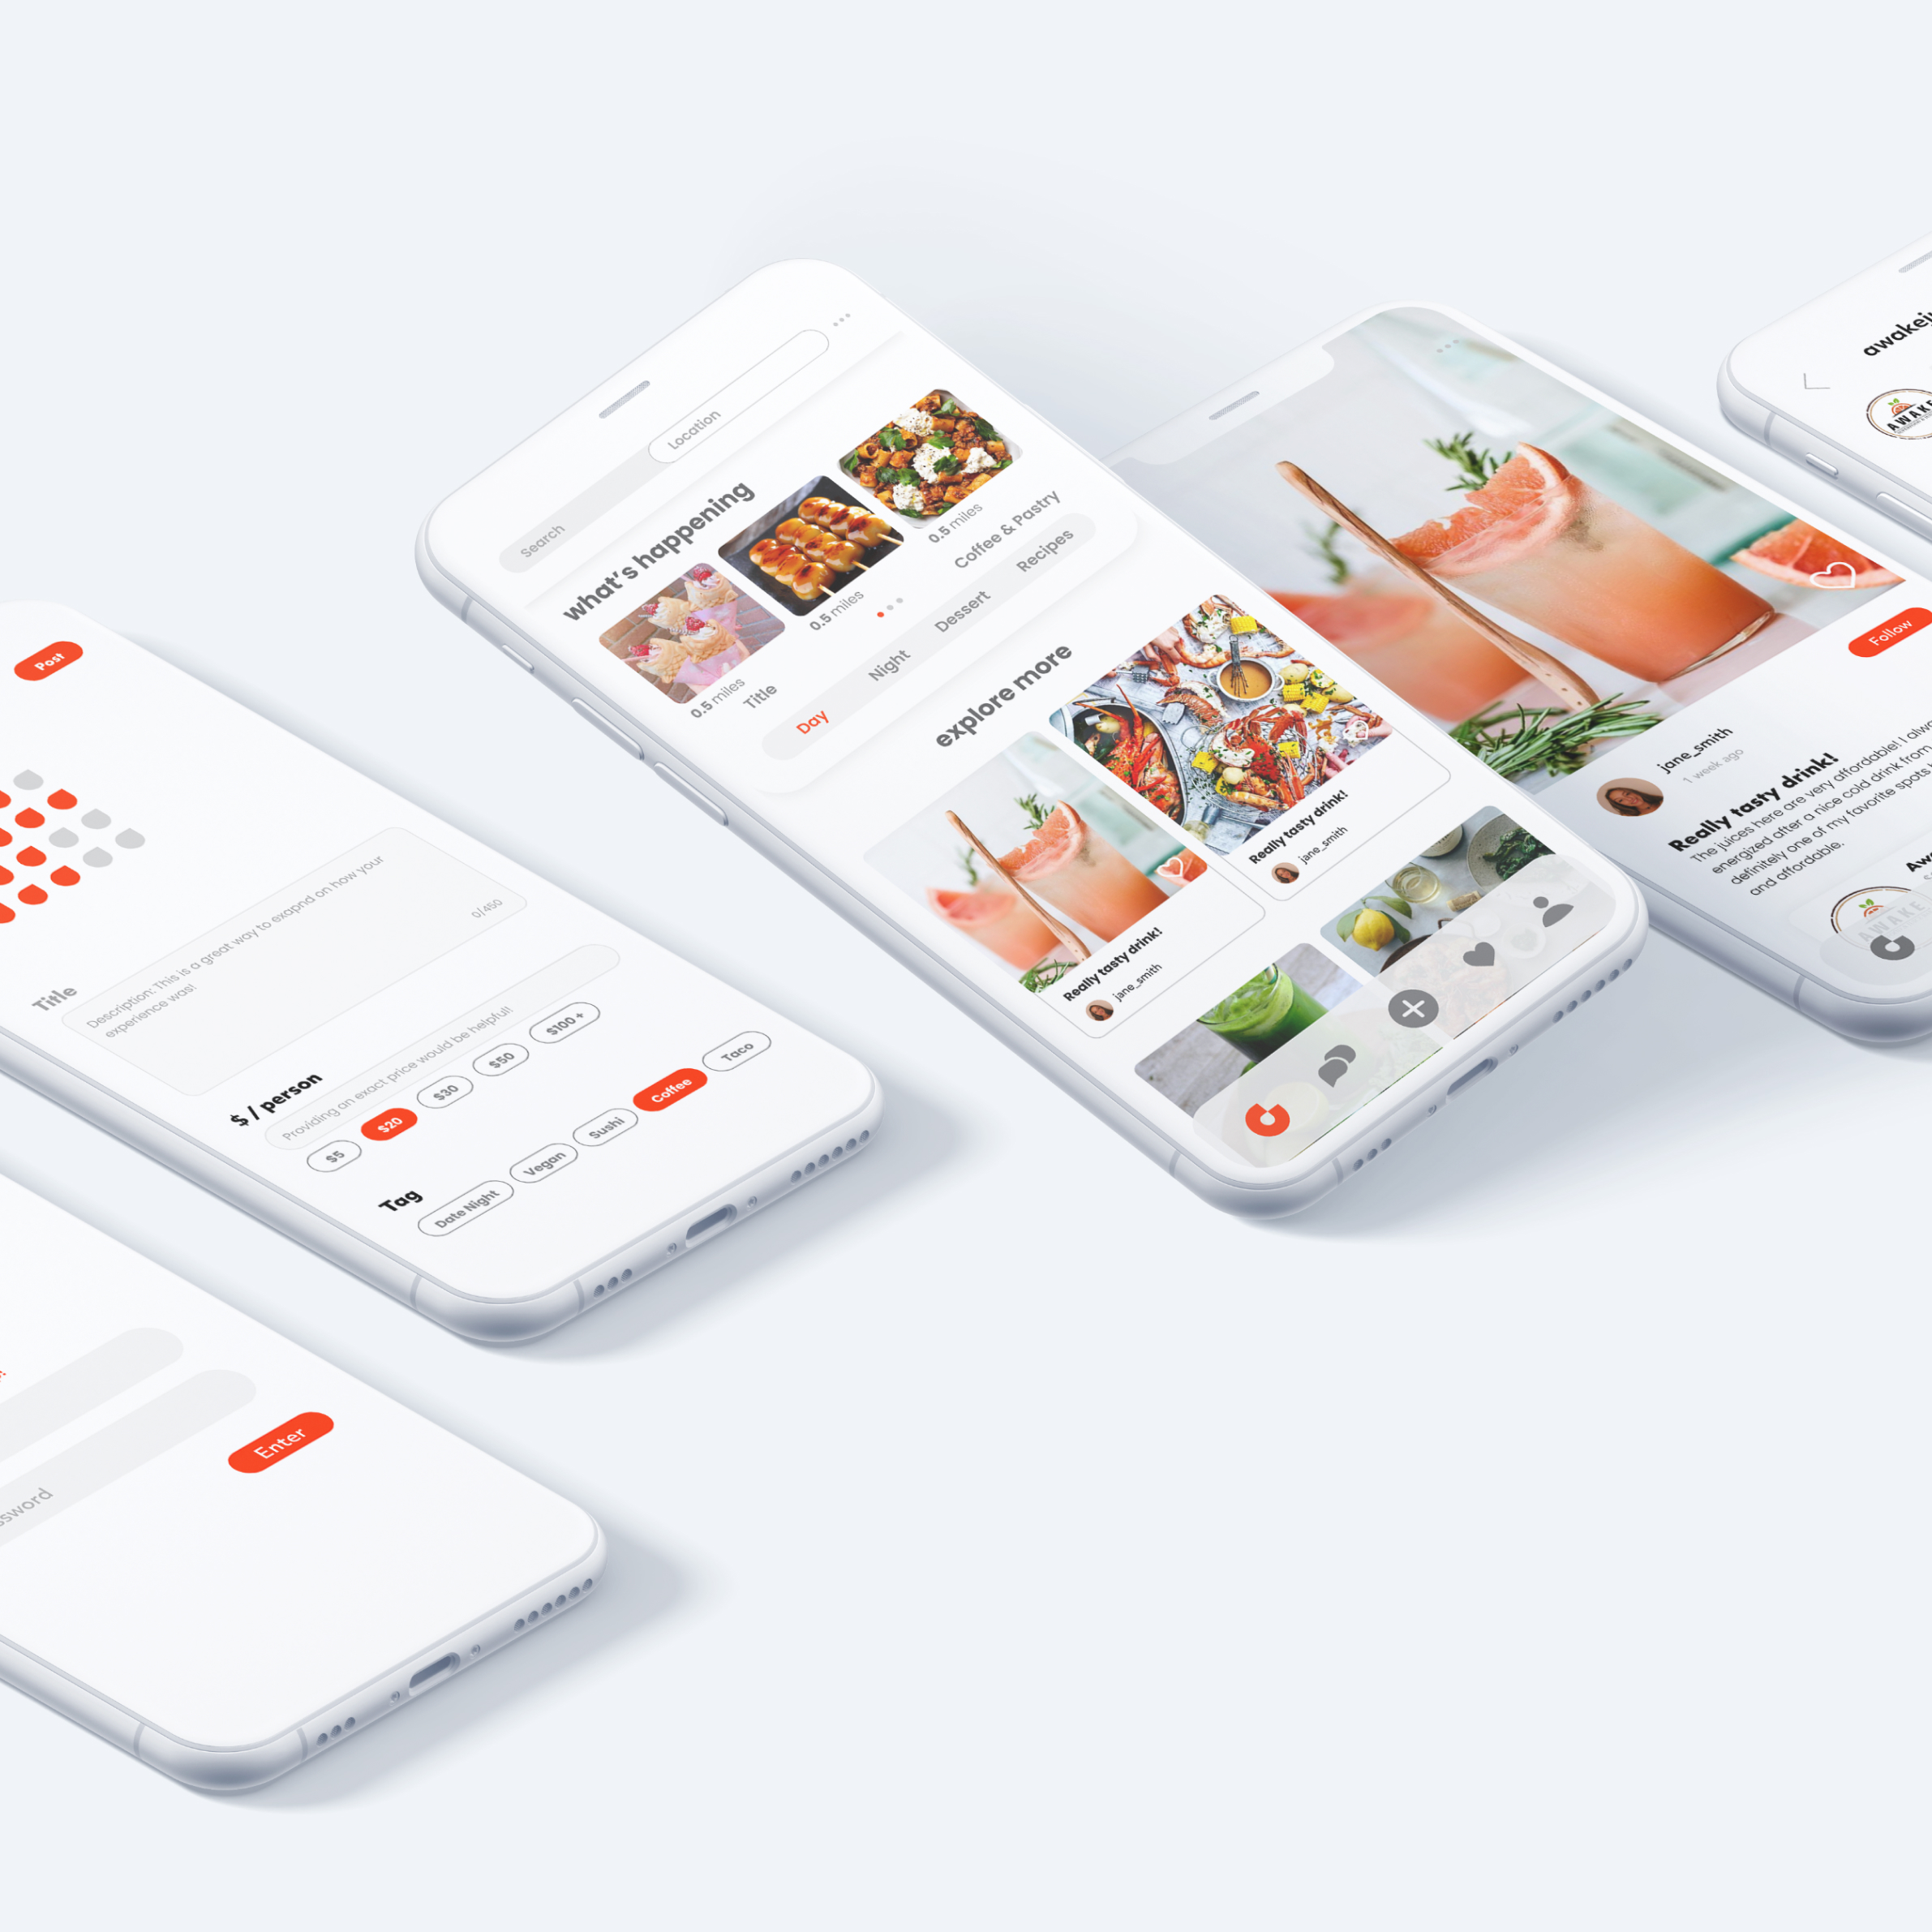 Post
Title
Description: This is a great way to exapnd on how your
experience was!
0/450
$ / person
Providing an exact price would be helpful!
$5
$20
$30
$50
$100 +
Tag
Date Night
Vegan
Sushi
Coffee
Taco
Enter
Search
Location
what's happening
0.5 miles
0.5 miles
0.5 miles
Title
Coffee & Pastry
Day
Night
Dessert
Recipes
explore more
Really tasty drink!
jane_smith
Really tasty drink!
jane_smith
Follow
jane_smith
1 week ago
Really tasty drink!
The juices here are very affordable! I
energized after a nice cold drink from
definitely one of my favorite spots
and affordable.
AWAKE